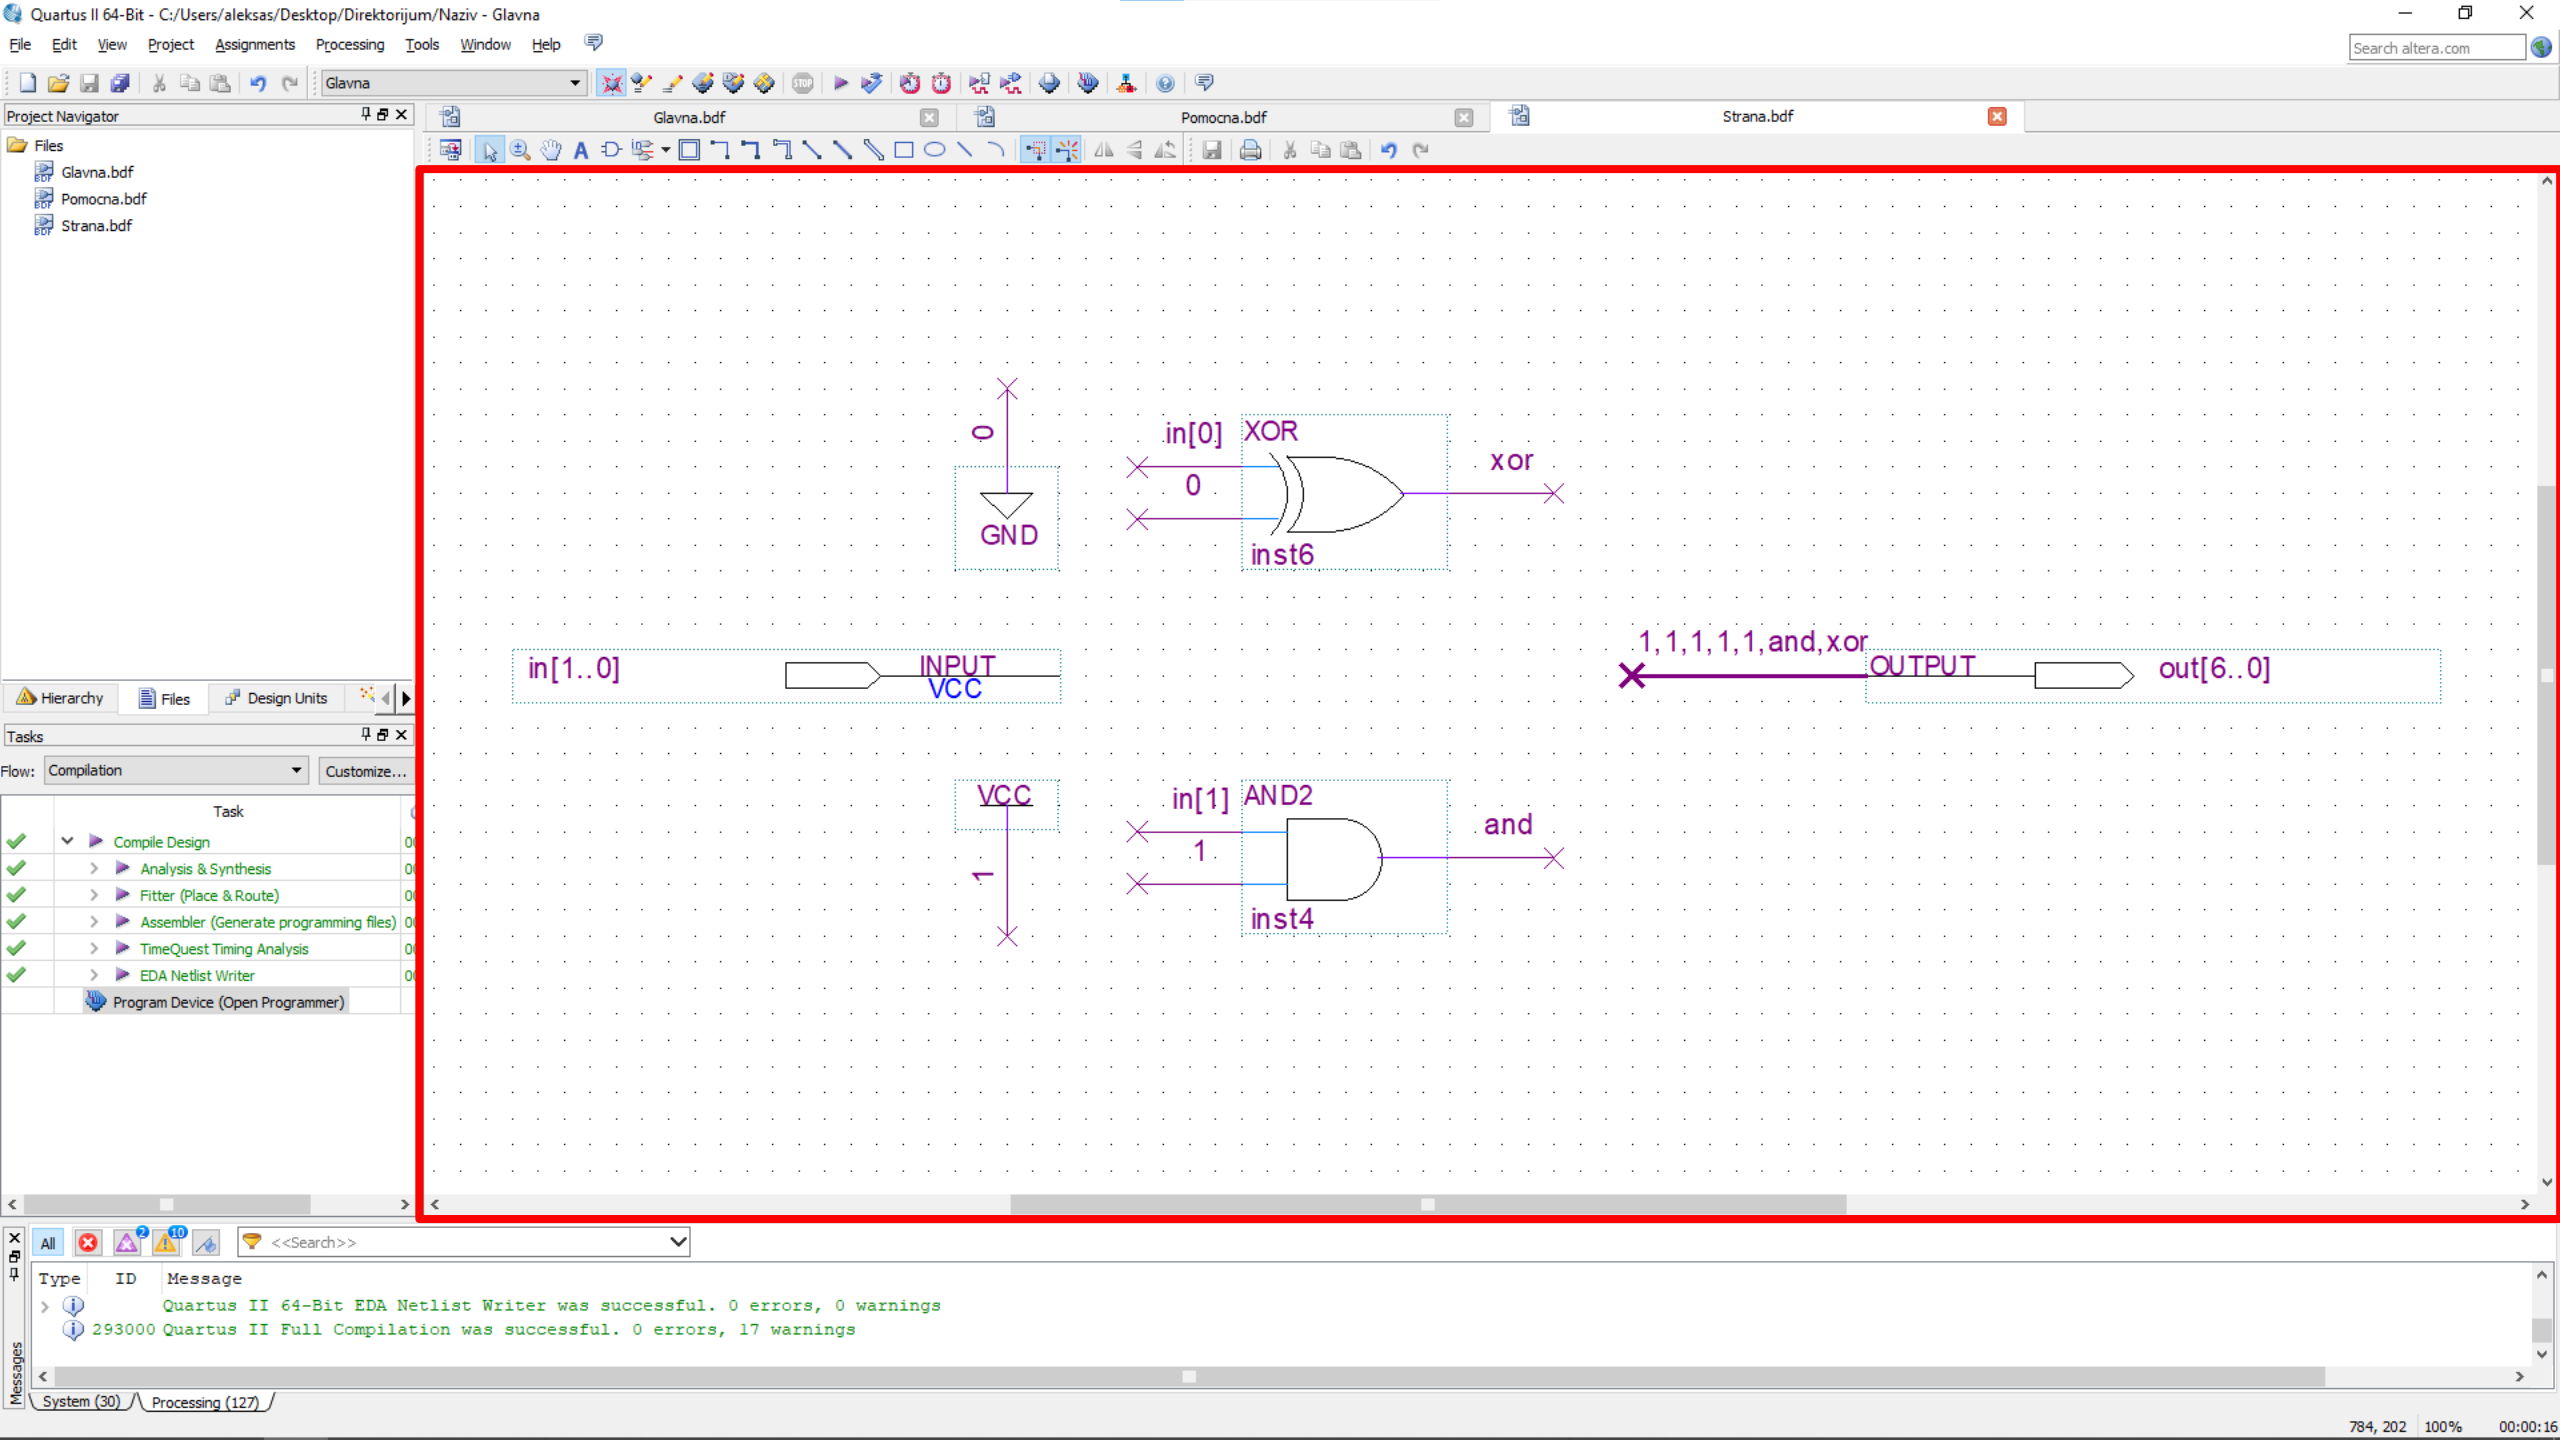 Quartus II 64-Bit - C:/Users/aleksas/Desktop/Direktorijum/Naziv - Glavna
File Edit View Project Assignments Processing Tools Window Help
Search altera.com
Glavna
STOP
Project Navigator
Glavna.bdf
Pomocna.bdf
Strana.bdf
Files
BDF Glavna.bdf
BDF Pomocna.bdf
BDF Strana.bdf
A
0
GND
in[0] XOR
0
inst6
xor
in[1..0] INPUT
VCC
1,1,1,1,1,and,xor
OUTPUT out[6..0]
VCC
1
in[1] AND2
1
inst4
and
Hierarchy Files Design Units
Tasks
Flow: Compilation Customize...
Task
Compile Design
Analysis & Synthesis
Fitter (Place & Route)
Assembler (Generate programming files)
TimeQuest Timing Analysis
EDA Netlist Writer
Program Device (Open Programmer)
All 2 10 <<Search>>
Type ID Message
Quartus II 64-Bit EDA Netlist Writer was successful. 0 errors, 0 warnings
293000 Quartus II Full Compilation was successful. 0 errors, 17 warnings
Messages
System (30) Processing (127)
784, 202 100% 00:00:16